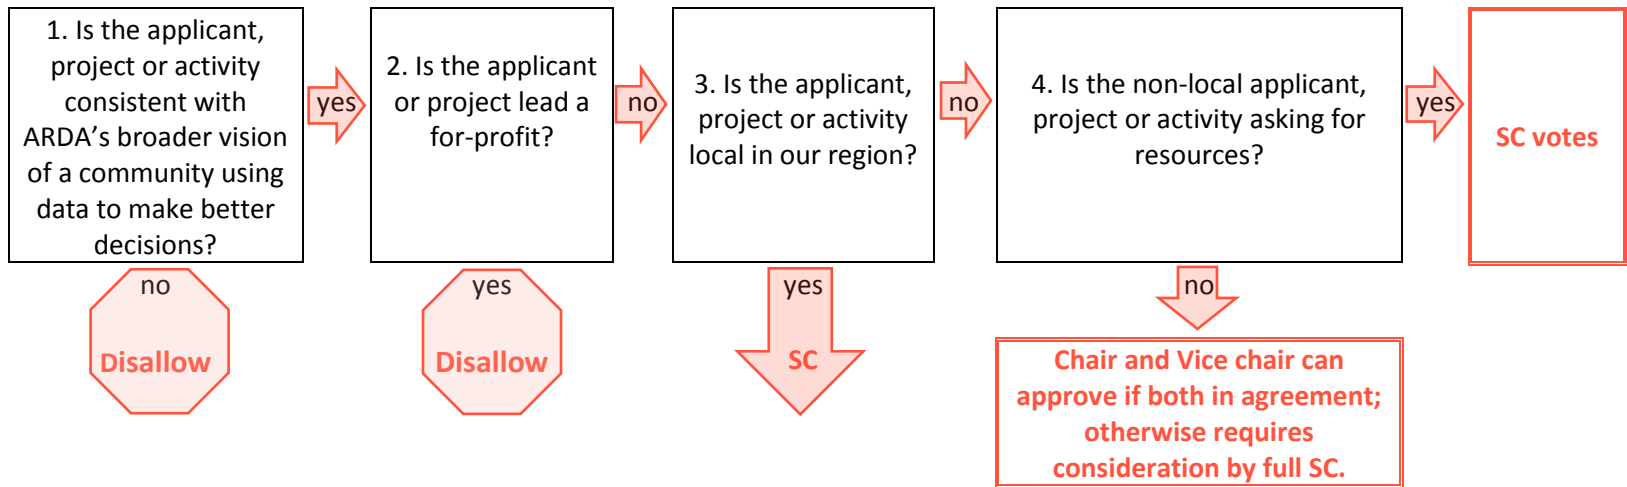 1. Is the applicant,
project or activity
consistent with
ARDA’s broader vision
of a community using
data to make better
decisions?
no
Disallow
yes
2. Is the applicant
or project lead a
for-profit?
yes
Disallow
no
3. Is the applicant,
project or activity
local in our region?
yes
SC
no
4. Is the non-local applicant,
project or activity asking for
resources?
no
Chair and Vice chair can
approve if both in agreement;
otherwise requires
consideration by full SC.
yes
SC votes